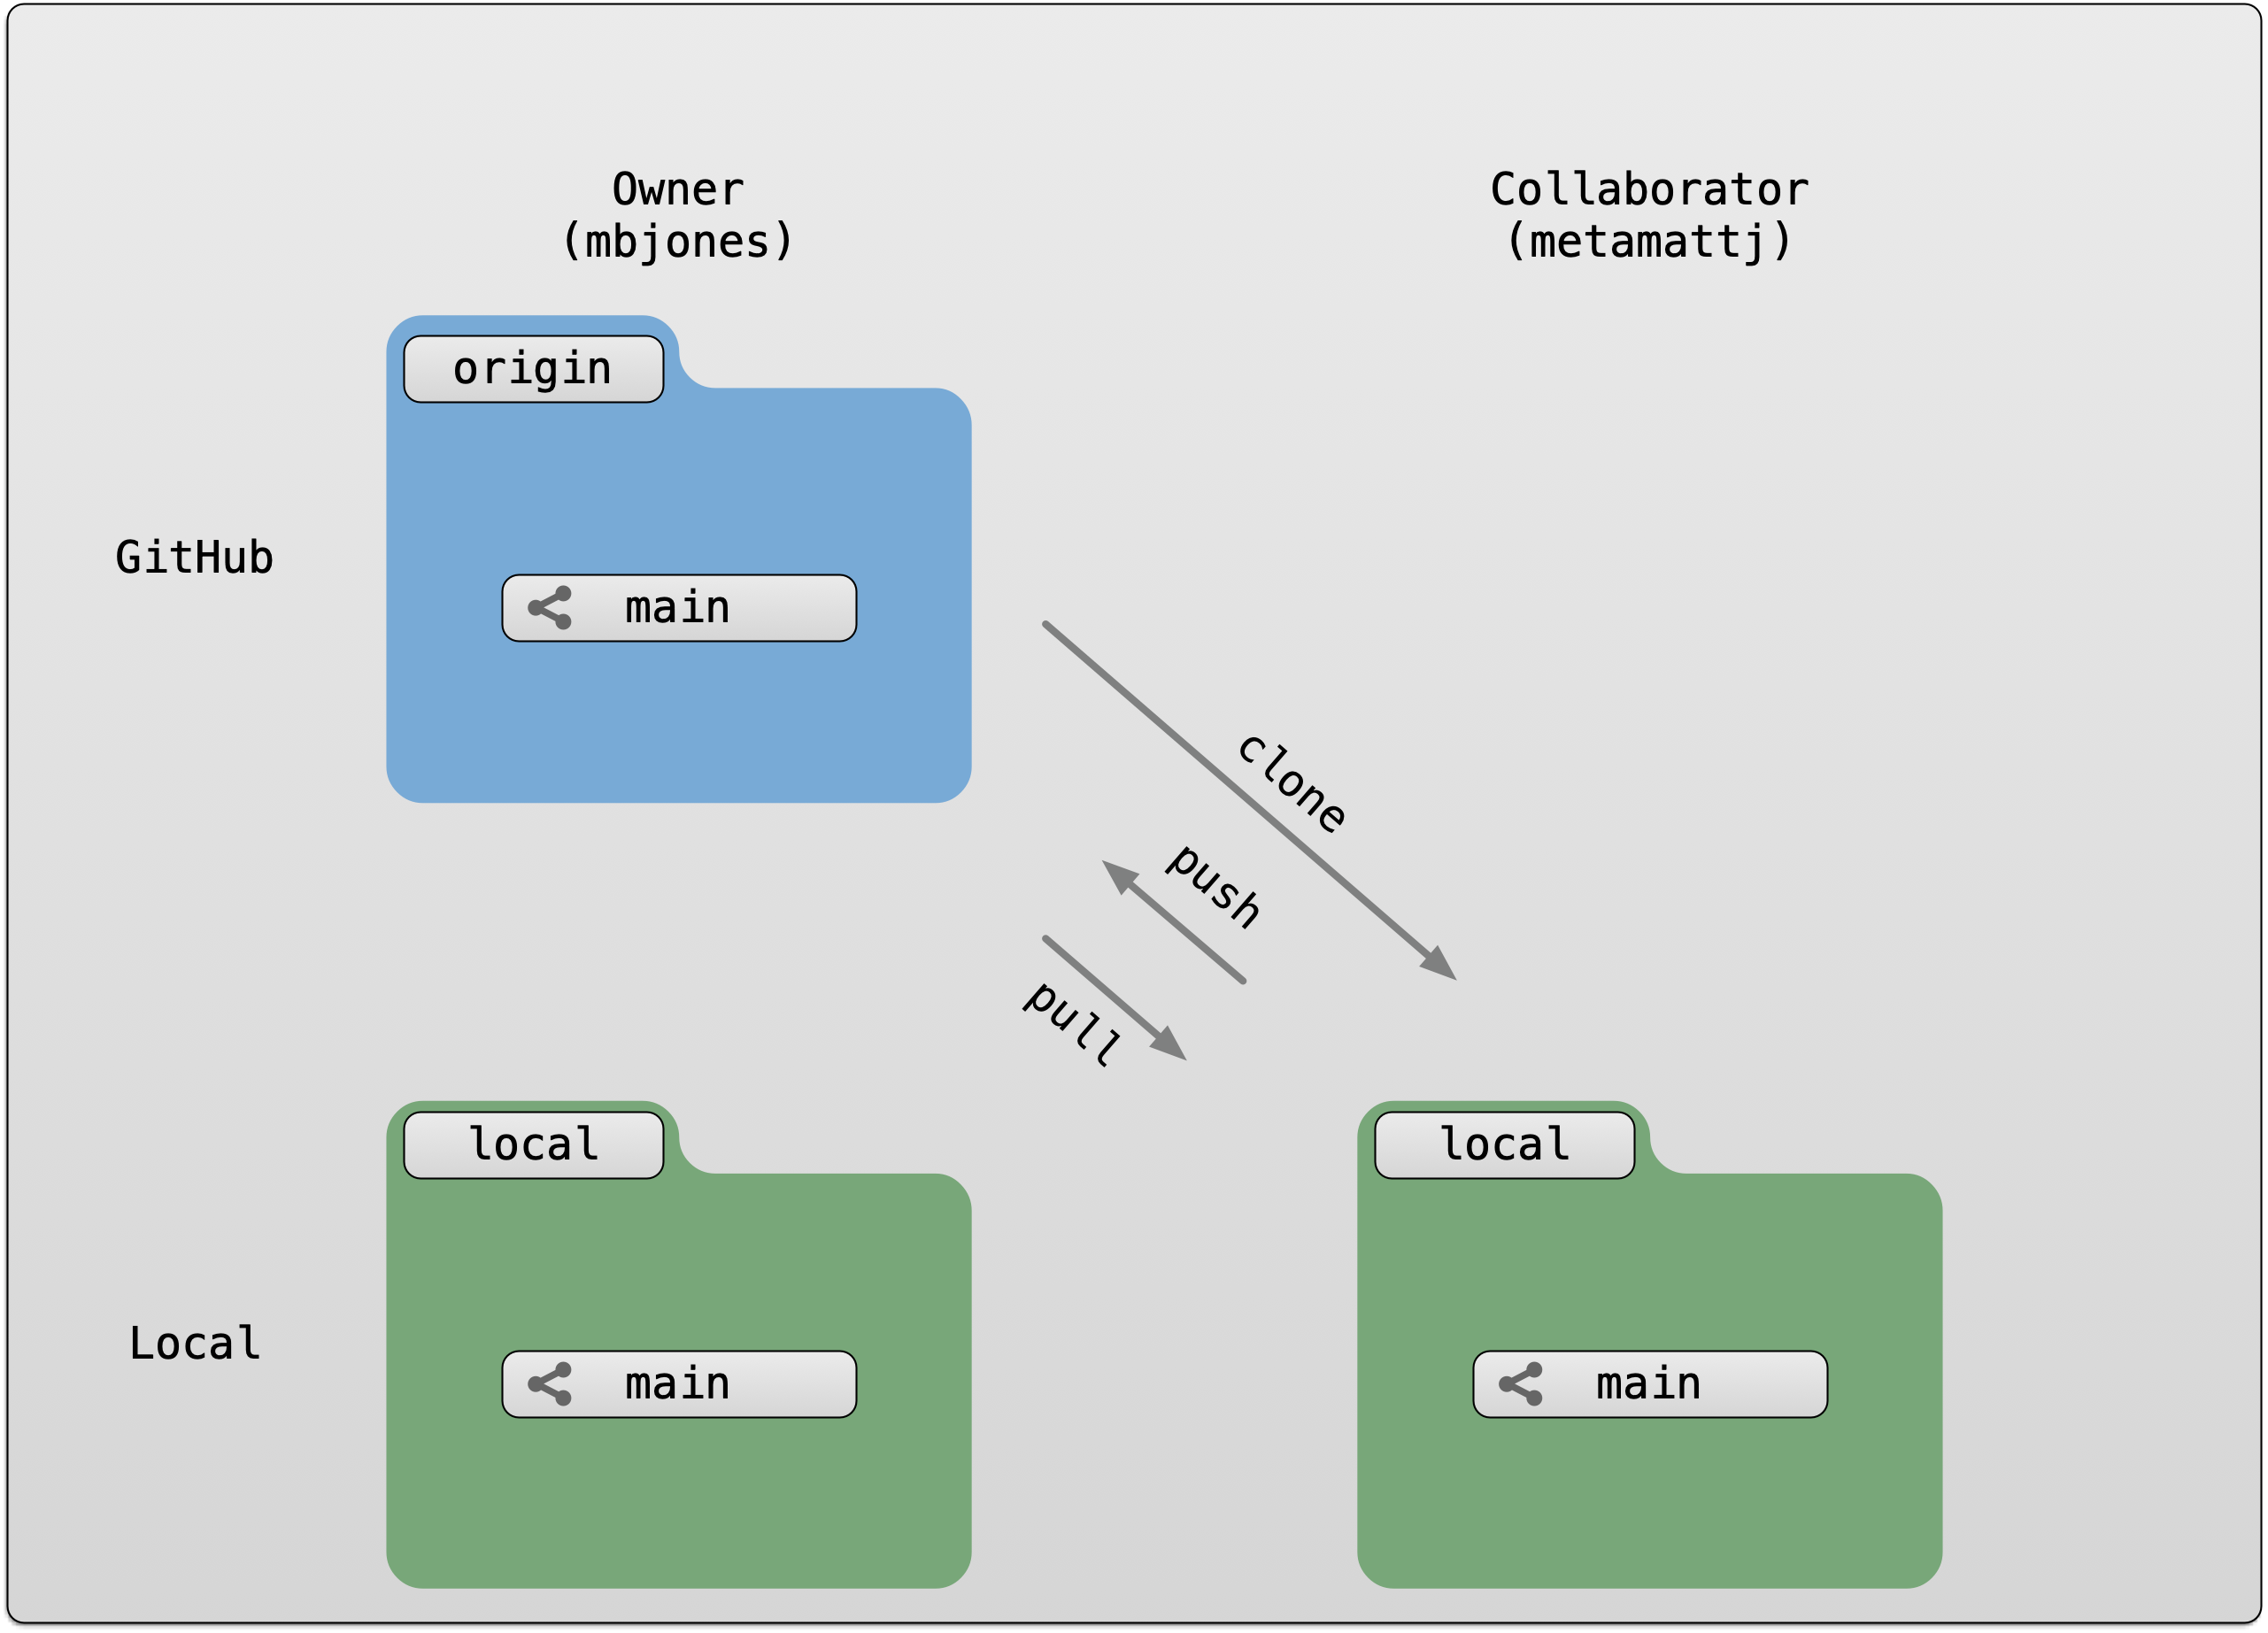 Owner
(mbjones)
Collaborator
(metamattj)
origin
GitHub
main
clone
push
pull
local
local
Local
main
main